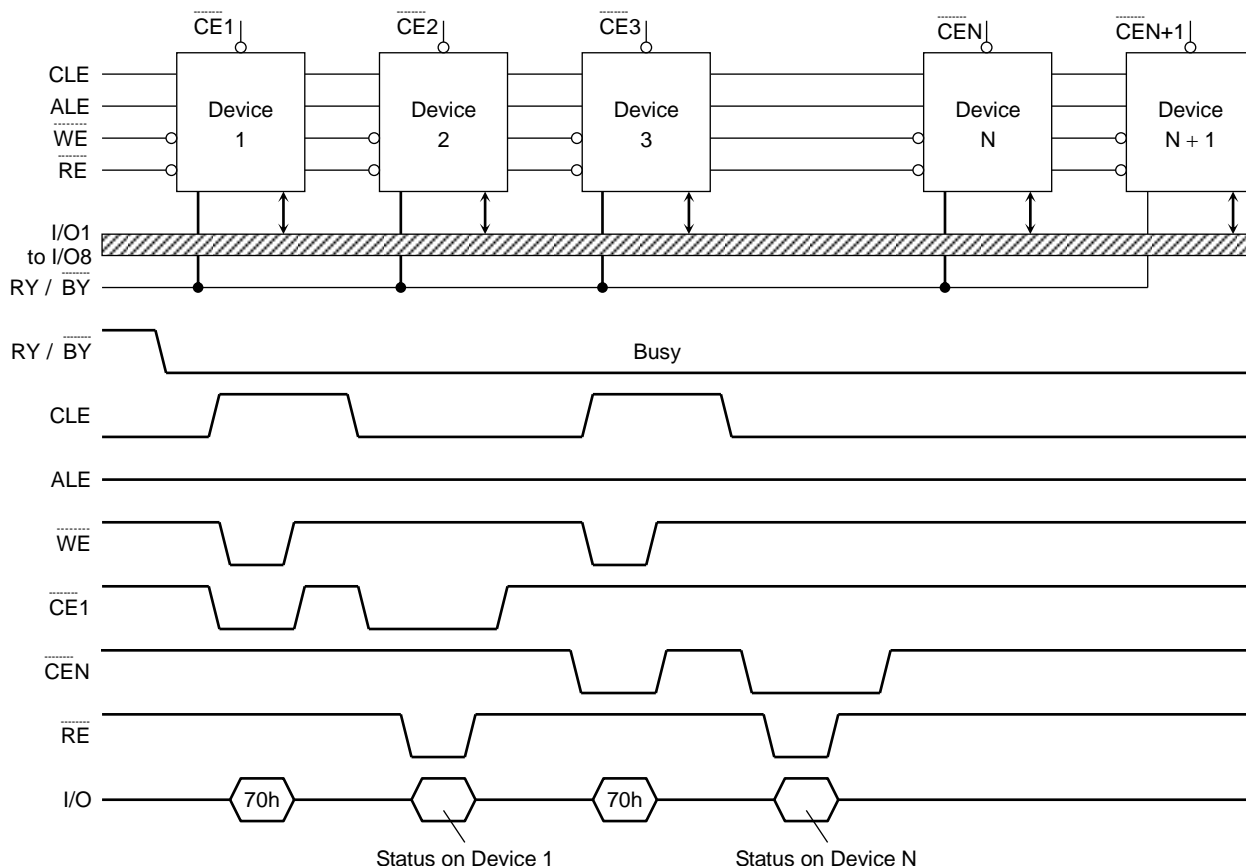 CE1 CE2 CE3 CEN CEN+1
CLE
ALE
WE
RE
Device 1
Device 2
Device 3
Device N
Device N + 1
I/O1
to I/O8
RY / BY
RY / BY
Busy
CLE
ALE
WE
CE1
CEN
RE
I/O
70h
70h
Status on Device 1
Status on Device N